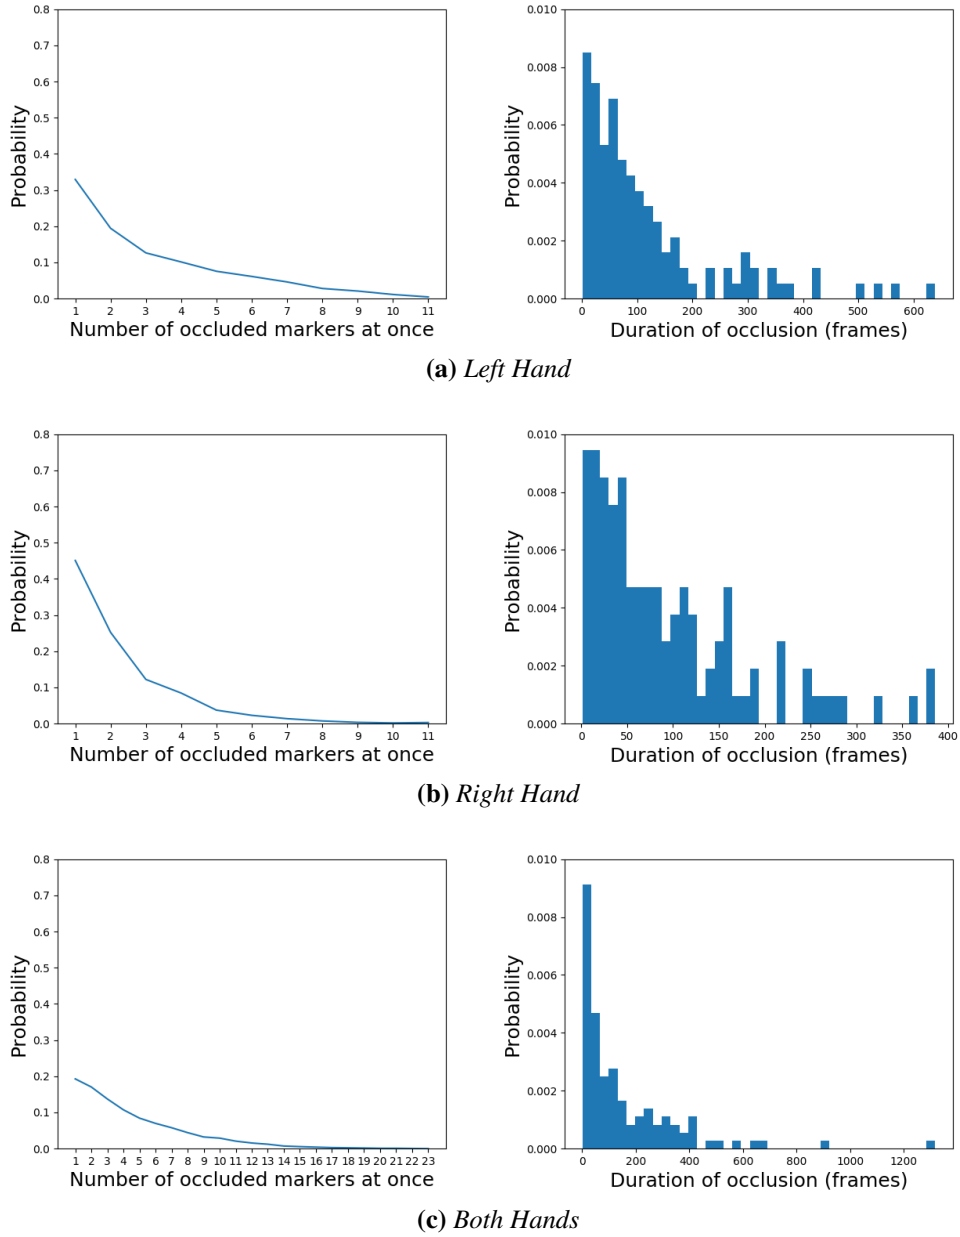 0.8
0.7
0.6
0.5
0.4
0.3
0.2
0.1
0.0
Probability
1 2 3 4 5 6 7 8 9 10 11
Number of occluded markers at once
0.010
0.008
0.006
0.004
0.002
0.000
Probability
0 100 200 300 400 500 600
Duration of occlusion (frames)
(a) Left Hand
0.8
0.7
0.6
0.5
0.4
0.3
0.2
0.1
0.0
Probability
1 2 3 4 5 6 7 8 9 10 11
Number of occluded markers at once
0.010
0.008
0.006
0.004
0.002
0.000
Probability
0 50 100 150 200 250 300 350 400
Duration of occlusion (frames)
(b) Right Hand
0.8
0.7
0.6
0.5
0.4
0.3
0.2
0.1
0.0
Probability
1 2 3 4 5 6 7 8 9 10 11 12 13 14 15 16 17 18 19 20 21 22 23
Number of occluded markers at once
0.010
0.008
0.006
0.004
0.002
0.000
Probability
0 200 400 600 800 1000 1200
Duration of occlusion (frames)
(c) Both Hands